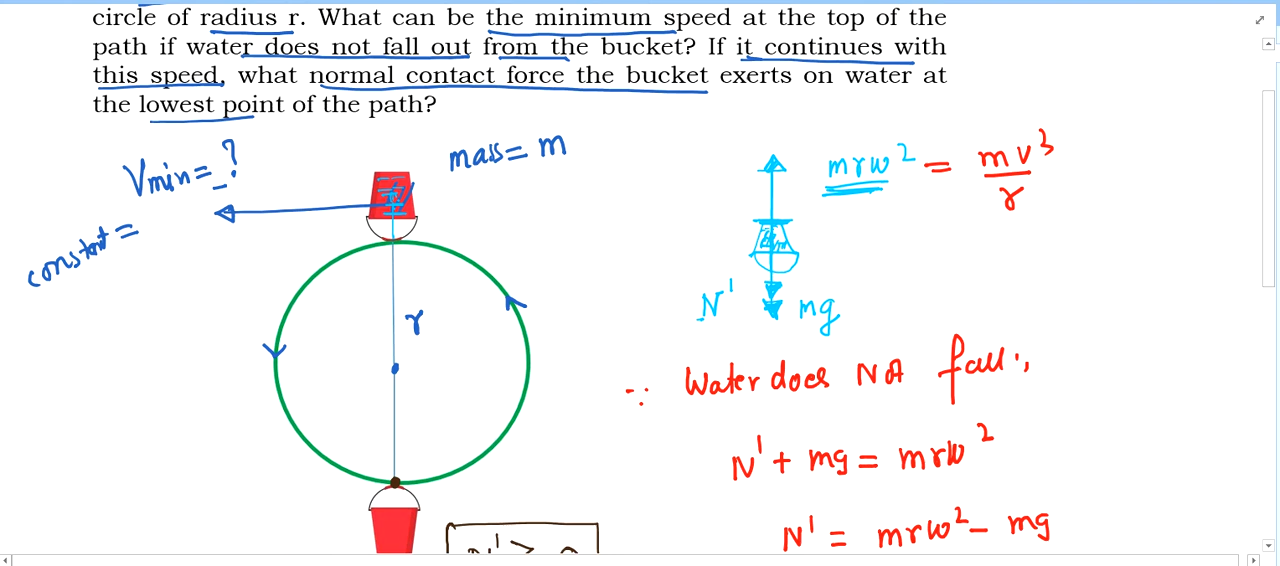 circle of radius r. What can be the minimum speed at the top of the
path if water does not fall out from the bucket? If it continues with
this speed, what normal contact force the bucket exerts on water at
the lowest point of the path?
Vmin = ?
mass = m
mrω² = mv³/r
constant =
r
N' mg
∵ Water does NOT fall,
N' + mg = mrω²
N' = mrω² - mg